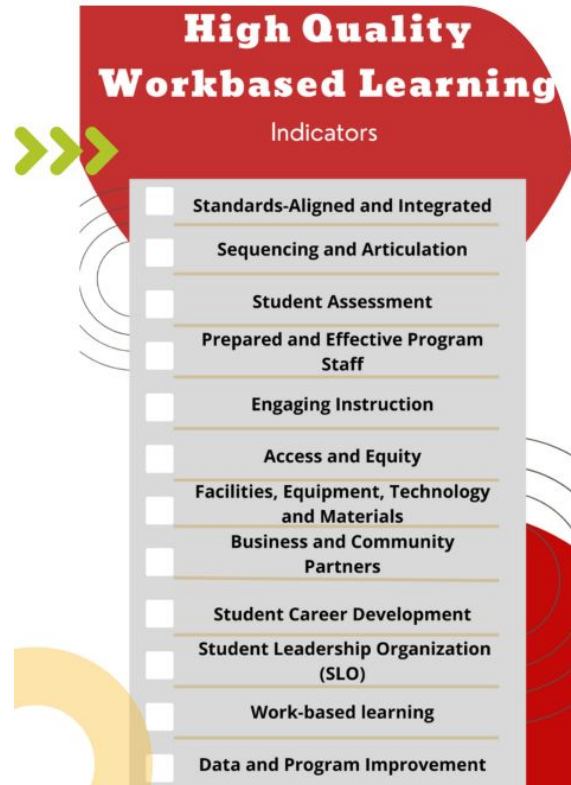 High Quality
Workbased Learning
Indicators
Standards-Aligned and Integrated
Sequencing and Articulation
Student Assessment
Prepared and Effective Program
Staff
Engaging Instruction
Access and Equity
Facilities, Equipment, Technology
and Materials
Business and Community
Partners
Student Career Development
Student Leadership Organization
(SLO)
Work-based learning
Data and Program Improvement